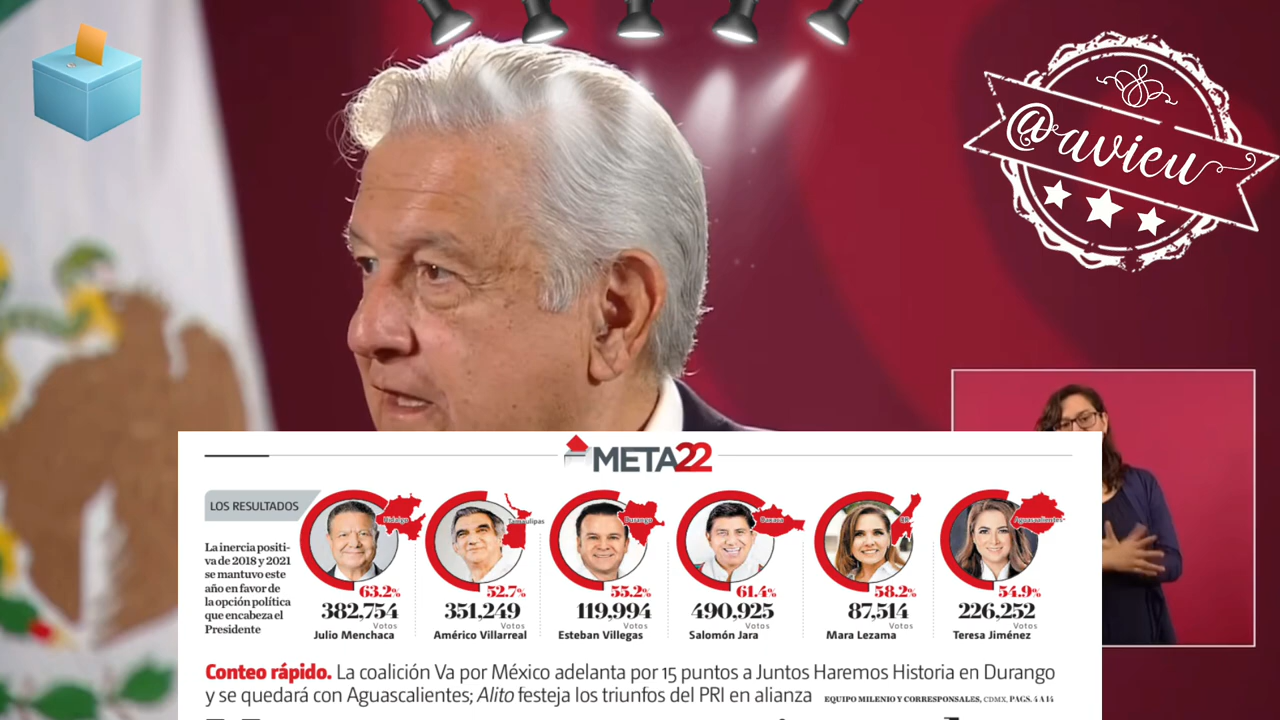 @avieu
META22
LOS RESULTADOS
La inercia positi-
va de 2018 y 2021
se mantuvo este
año en favor de
la opción política
que encabeza el
Presidente
Hidalgo
63.2%
382,754
Votos
Julio Menchaca
Tamaulipas
52.7%
351,249
Votos
Américo Villarreal
Durango
55.2%
119,994
Votos
Esteban Villegas
Oaxaca
61.4%
490,925
Votos
Salomón Jara
58.2%
87,514
Votos
Mara Lezama
Aguascalientes
54.9%
226,252
Votos
Teresa Jiménez
Conteo rápido. La coalición Va por México adelanta por 15 puntos a Juntos Haremos Historia en Durango
y se quedará con Aguascalientes; Alito festeja los triunfos del PRI en alianza EQUIPO MILENIO Y CORRESPONSALES, CDMX, PAGS. 4 A 14